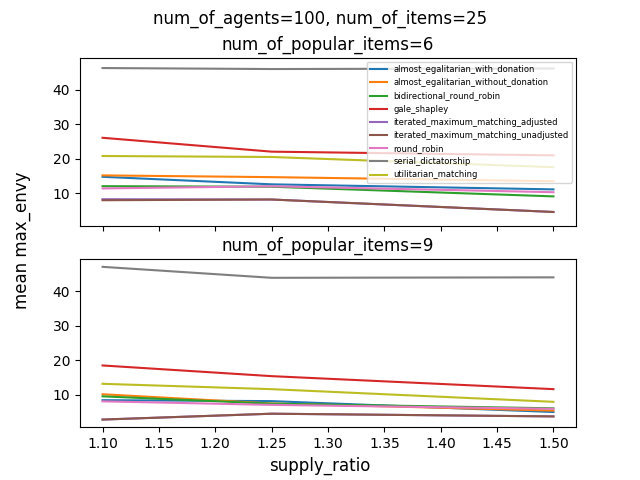 num_of_agents=100, num_of_items=25
num_of_popular_items=6
40
30
20
10
almost_egalitarian_with_donation
almost_egalitarian_without_donation
bidirectional_round_robin
gale_shapley
iterated_maximum_matching_adjusted
iterated_maximum_matching_unadjusted
round_robin
serial_dictatorship
utilitarian_matching
mean max_envy
num_of_popular_items=9
40
30
20
10
1.10 1.15 1.20 1.25 1.30 1.35 1.40 1.45 1.50
supply_ratio